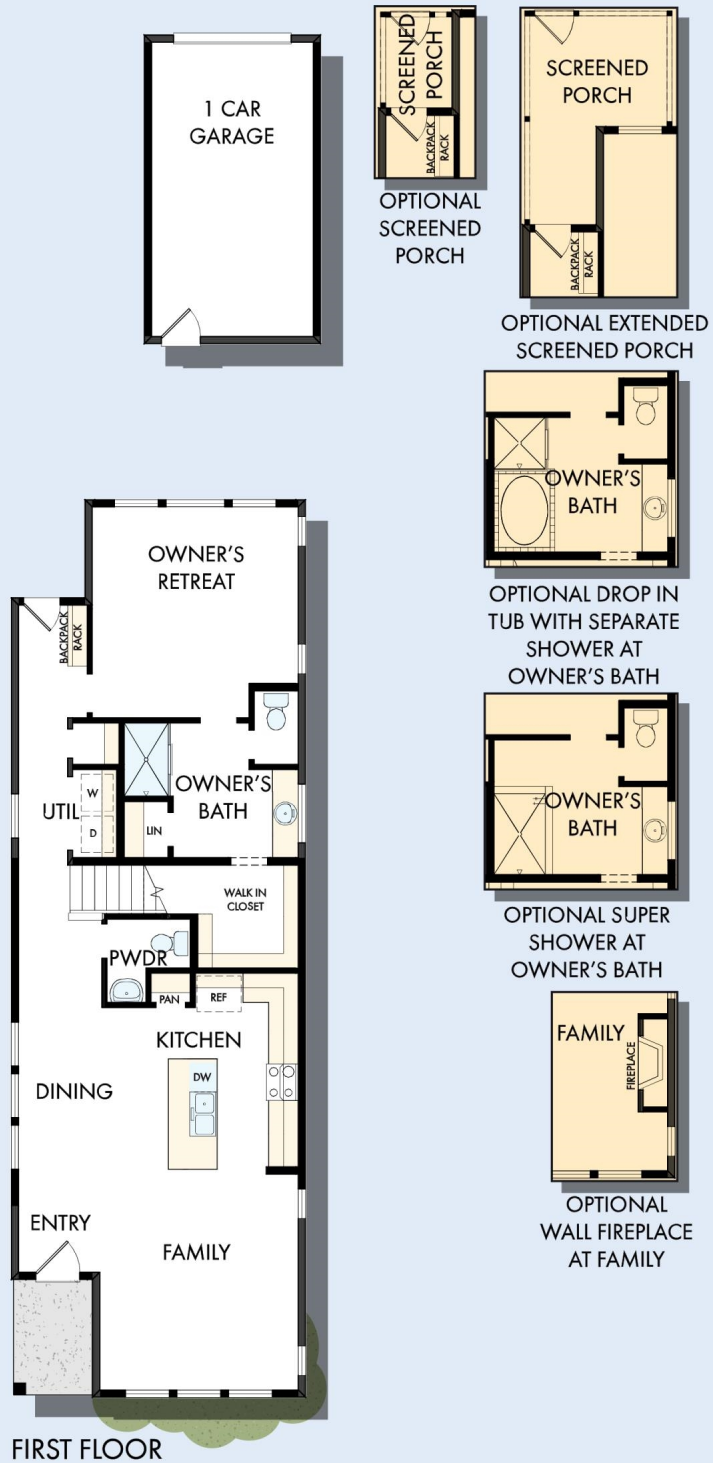 1 CAR
GARAGE
SCREENED
PORCH
BACKPACK
RACK
OPTIONAL
SCREENED
PORCH
SCREENED
PORCH
BACKPACK
RACK
OPTIONAL EXTENDED
SCREENED PORCH
OWNER'S
BATH
OPTIONAL DROP IN
TUB WITH SEPARATE
SHOWER AT
OWNER'S BATH
OWNER'S
BATH
OPTIONAL SUPER
SHOWER AT
OWNER'S BATH
FAMILY
FIREPLACE
OPTIONAL
WALL FIREPLACE
AT FAMILY
OWNER'S
RETREAT
BACKPACK
RACK
OWNER'S
BATH
W
UTIL
D
LIN
WALK IN
CLOSET
PWDR
PAN
REF
KITCHEN
DW
DINING
ENTRY
FAMILY
FIRST FLOOR